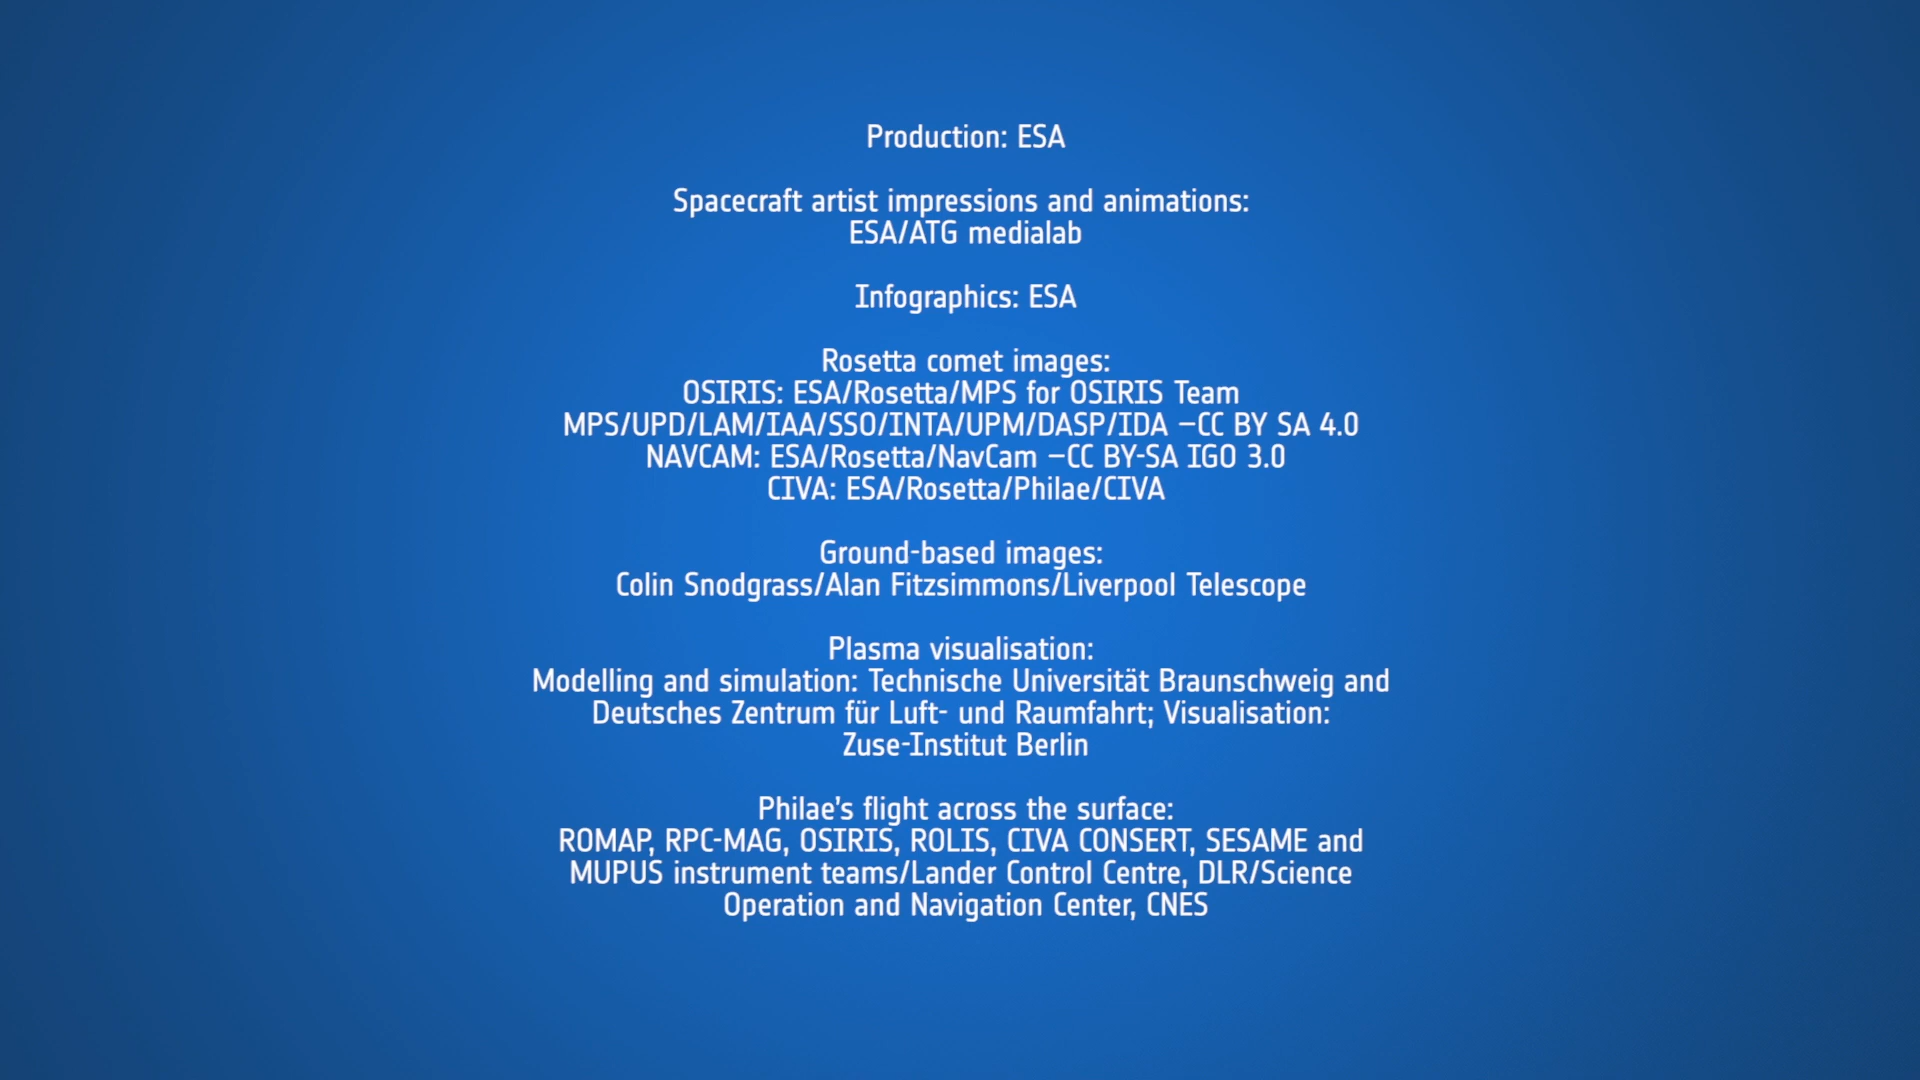 Production: ESA
Spacecraft artist impressions and animations:
ESA/ATG medialab
Infographics: ESA
Rosetta comet images:
OSIRIS: ESA/Rosetta/MPS for OSIRIS Team
MPS/UPD/LAM/IAA/SSO/INTA/UPM/DASP/IDA –CC BY SA 4.0
NAVCAM: ESA/Rosetta/NavCam –CC BY-SA IGO 3.0
CIVA: ESA/Rosetta/Philae/CIVA
Ground-based images:
Colin Snodgrass/Alan Fitzsimmons/Liverpool Telescope
Plasma visualisation:
Modelling and simulation: Technische Universität Braunschweig and
Deutsches Zentrum für Luft- und Raumfahrt; Visualisation:
Zuse-Institut Berlin
Philae’s flight across the surface:
ROMAP, RPC-MAG, OSIRIS, ROLIS, CIVA CONSERT, SESAME and
MUPUS instrument teams/Lander Control Centre, DLR/Science
Operation and Navigation Center, CNES